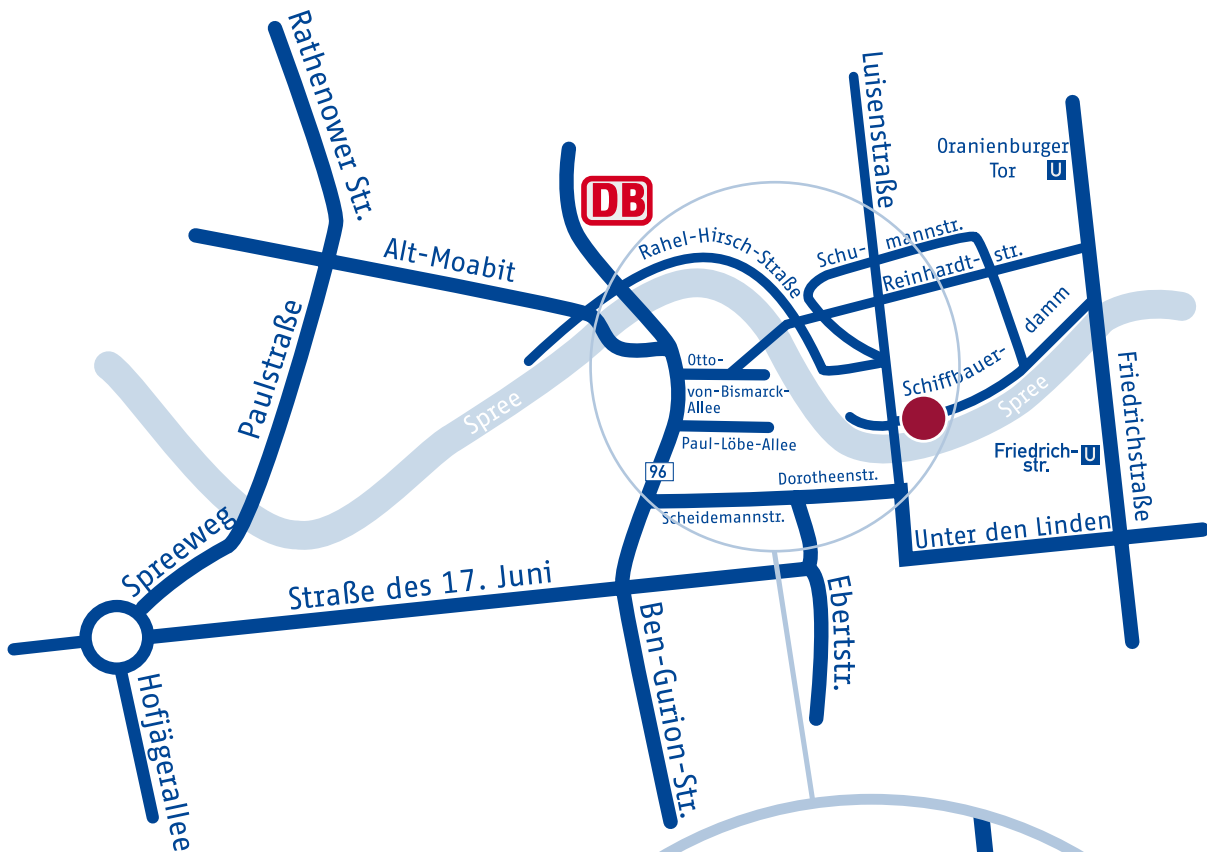 Rathenower Str.
Luisenstraße
Oranienburger
Tor
U
DB
Alt-Moabit
Rahel-Hirsch-Straße
Schu-
mannstr.
Reinhardt-
str.
Paulstraße
Otto-
von-Bismarck-
Allee
Schiffbauer-
damm
Spree
Spree
Paul-Löbe-Allee
Friedrich-
str.
U
Friedrichstraße
96
Dorotheenstr.
Scheidemannstr.
Unter den Linden
Spreeweg
Straße des 17. Juni
Ebertstr.
Ben-Gurion-Str.
Hofjägerallee